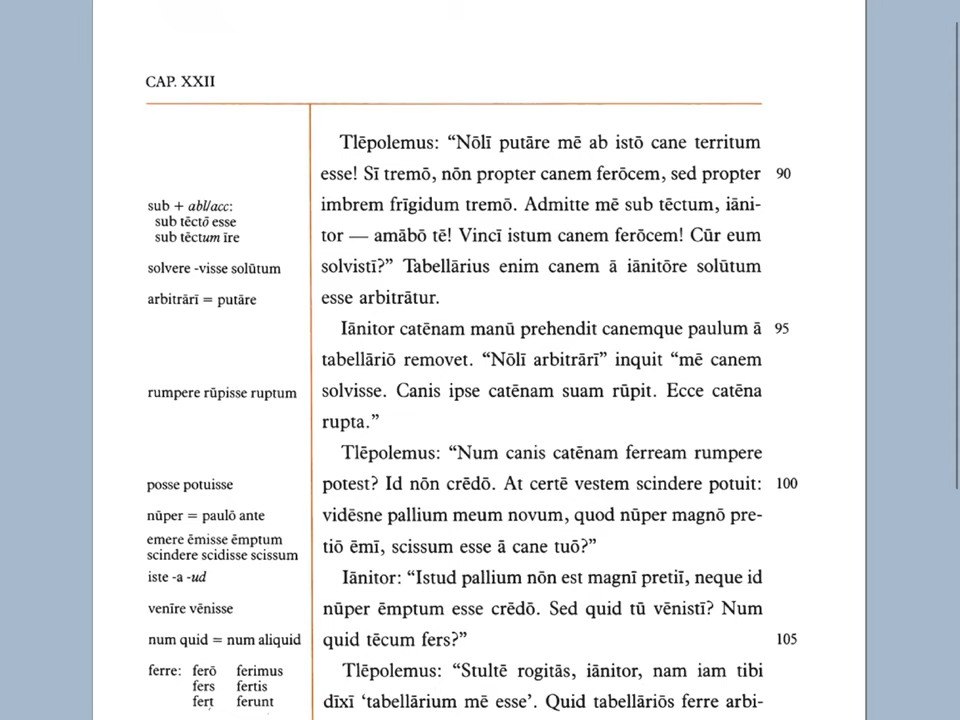 CAP. XXII
Tlēpolemus: “Nōlī putāre mē ab istō cane territum
esse! Sī tremō, nōn propter canem ferōcem, sed propter 90
imbrem frīgidum tremō. Admitte mē sub tēctum, iāni-
tor — amābō tē! Vincī istum canem ferōcem! Cūr eum
solvistī?” Tabellārius enim canem ā iānitōre solūtum
esse arbitrātur.
Iānitor catēnam manū prehendit canemque paulum ā 95
tabellāriō removet. “Nōlī arbitrārī” inquit “mē canem
solvisse. Canis ipse catēnam suam rūpit. Ecce catēna
rupta.”
Tlēpolemus: “Num canis catēnam ferream rumpere
potest? Id nōn crēdō. At certē vestem scindere potuit: 100
vidēsne pallium meum novum, quod nūper magnō pre-
tiō ēmī, scissum esse ā cane tuō?”
Iānitor: “Istud pallium nōn est magnī pretiī, neque id
nūper ēmptum esse crēdō. Sed quid tū vēnistī? Num
quid tēcum fers?” 105
Tlēpolemus: “Stultē rogitās, iānitor, nam iam tibi
dīxī ‘tabellārium mē esse’. Quid tabellāriōs ferre arbi-
sub + abl/acc:
sub tēctō esse
sub tēctum īre
solvere -visse solūtum
arbitrārī = putāre
rumpere rūpisse ruptum
posse potuisse
nūper = paulō ante
emere ēmisse ēmptum
scindere scidisse scissum
iste -a -ud
venīre vēnisse
num quid = num aliquid
ferre: ferō ferimus
fers fertis
fert ferunt